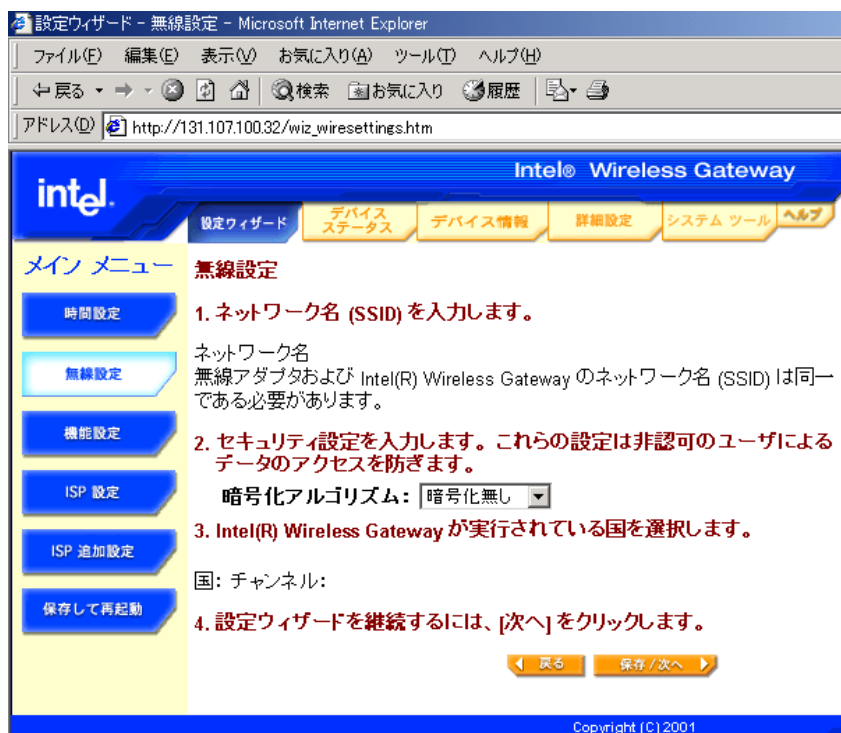 設定ウィザード - 無線設定 - Microsoft Internet Explorer
ファイル(F) 編集(E) 表示(V) お気に入り(A) ツール(T) ヘルプ(H)
戻る 検索 お気に入り 履歴
アドレス(D) http://131.107.100.32/wiz_wiresettings.htm
Intel® Wireless Gateway
intel.
設定ウィザード
デバイス
ステータス
デバイス情報
詳細設定
システム ツール
ヘルプ
メイン メニュー
時間設定
無線設定
機能設定
ISP 設定
ISP 追加設定
保存して再起動
無線設定
1. ネットワーク名 (SSID) を入力します。
ネットワーク名
無線アダプタおよび Intel(R) Wireless Gateway のネットワーク名 (SSID) は同一
である必要があります。
2. セキュリティ設定を入力します。これらの設定は非認可のユーザによる
データのアクセスを防ぎます。
暗号化アルゴリズム: 暗号化無し
3. Intel(R) Wireless Gateway が実行されている国を選択します。
国: チャンネル:
4. 設定ウィザードを継続するには、[次へ] をクリックします。
戻る 保存/次へ
Copyright (C) 2001